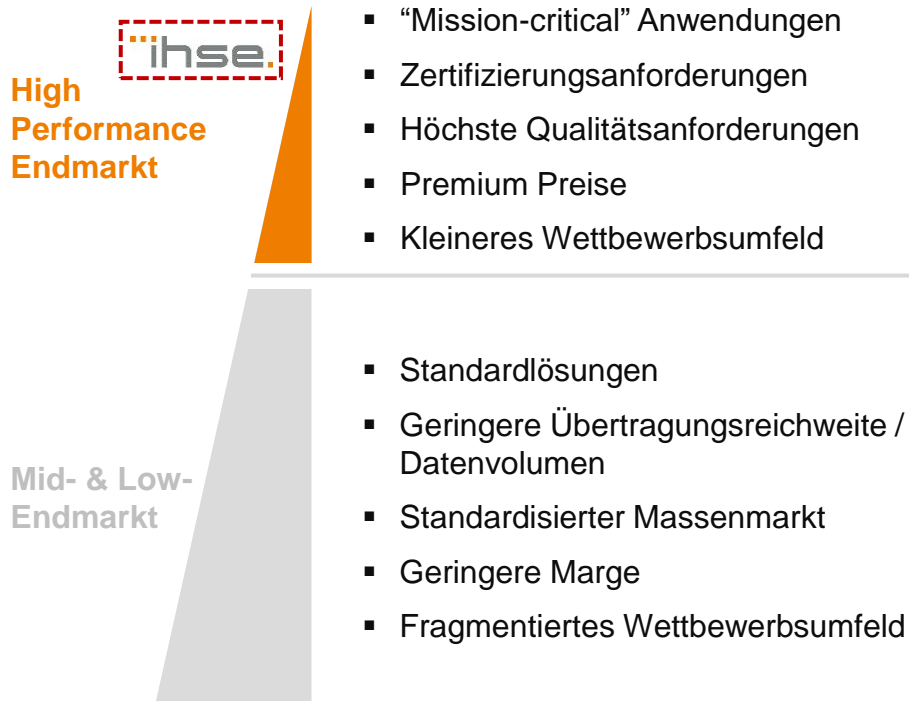 ihse.
High
Performance
Endmarkt
▪ “Mission-critical” Anwendungen
▪ Zertifizierungsanforderungen
▪ Höchste Qualitätsanforderungen
▪ Premium Preise
▪ Kleineres Wettbewerbsumfeld
Mid- & Low-
Endmarkt
▪ Standardlösungen
▪ Geringere Übertragungsreichweite /
Datenvolumen
▪ Standardisierter Massenmarkt
▪ Geringere Marge
▪ Fragmentiertes Wettbewerbsumfeld